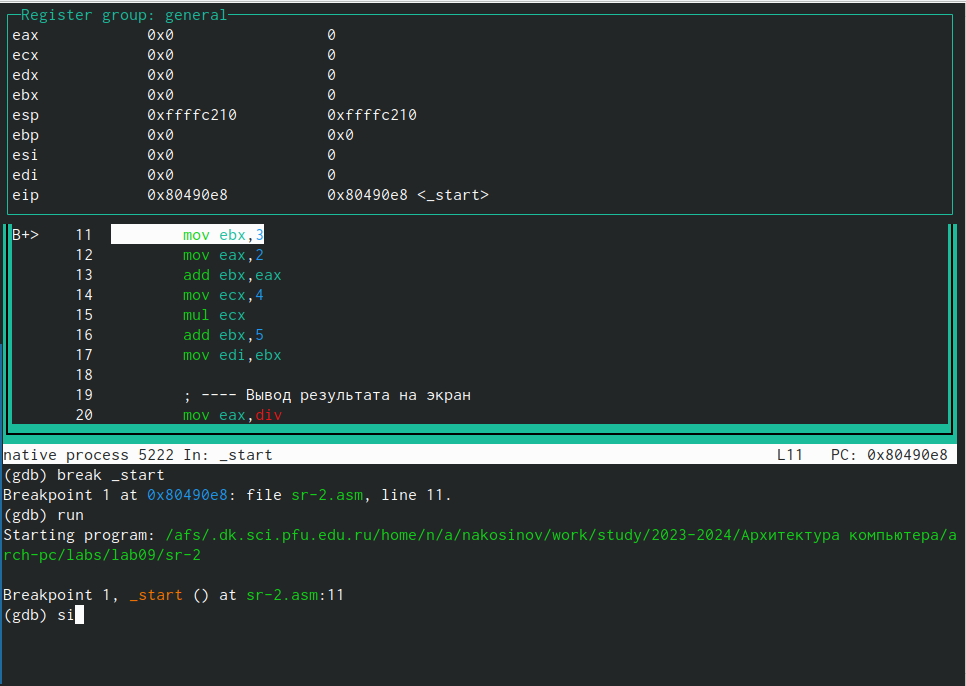 Register group: general
eax 0x0 0
ecx 0x0 0
edx 0x0 0
ebx 0x0 0
esp 0xffffc210 0xffffc210
ebp 0x0 0x0
esi 0x0 0
edi 0x0 0
eip 0x80490e8 0x80490e8 <_start>
B+> 11 mov ebx,3
12 mov eax,2
13 add ebx,eax
14 mov ecx,4
15 mul ecx
16 add ebx,5
17 mov edi,ebx
18
19 ; ---- Вывод результата на экран
20 mov eax,div
native process 5222 In: _start L11 PC: 0x80490e8
(gdb) break _start
Breakpoint 1 at 0x80490e8: file sr-2.asm, line 11.
(gdb) run
Starting program: /afs/.dk.sci.pfu.edu.ru/home/n/a/nakosinov/work/study/2023-2024/Архитектура компьютера/a
rch-pc/labs/lab09/sr-2
Breakpoint 1, _start () at sr-2.asm:11
(gdb) si